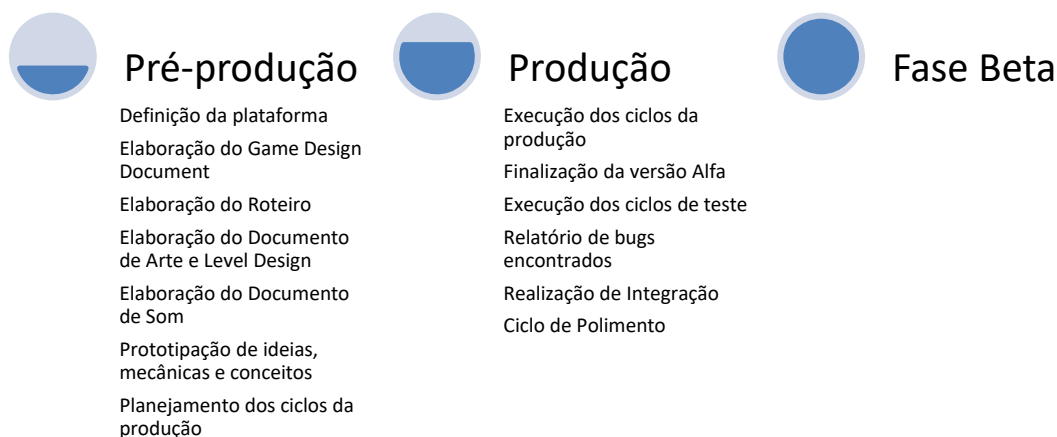 Pré-produção
Definição da plataforma
Elaboração do Game Design
Document
Elaboração do Roteiro
Elaboração do Documento
de Arte e Level Design
Elaboração do Documento
de Som
Prototipação de ideias,
mecânicas e conceitos
Planejamento dos ciclos da
produção
Produção
Execução dos ciclos da
produção
Finalização da versão Alfa
Execução dos ciclos de teste
Relatório de bugs
encontrados
Realização de Integração
Ciclo de Polimento
Fase Beta